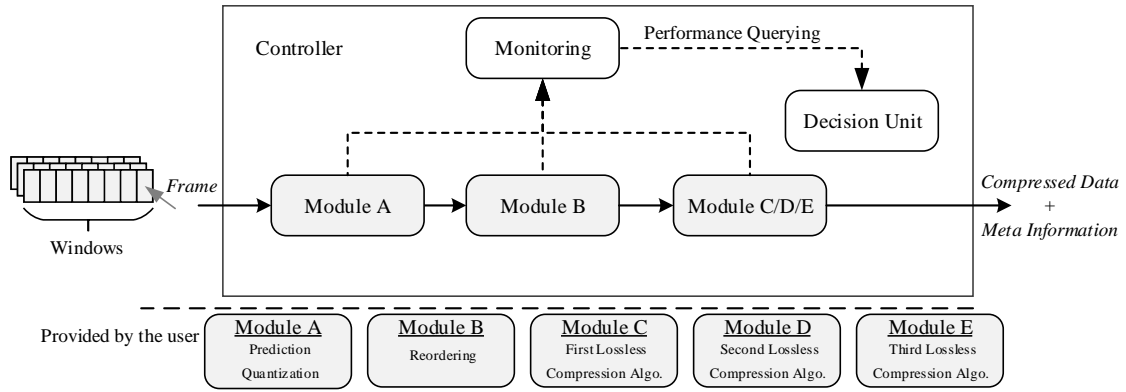 Controller
Monitoring
Performance Querying
Decision Unit
Frame
Module A
Module B
Module C/D/E
Compressed Data
+
Meta Information
Windows
Provided by the user
Module A
Prediction
Quantization
Module B
Reordering
Module C
First Lossless
Compression Algo.
Module D
Second Lossless
Compression Algo.
Module E
Third Lossless
Compression Algo.